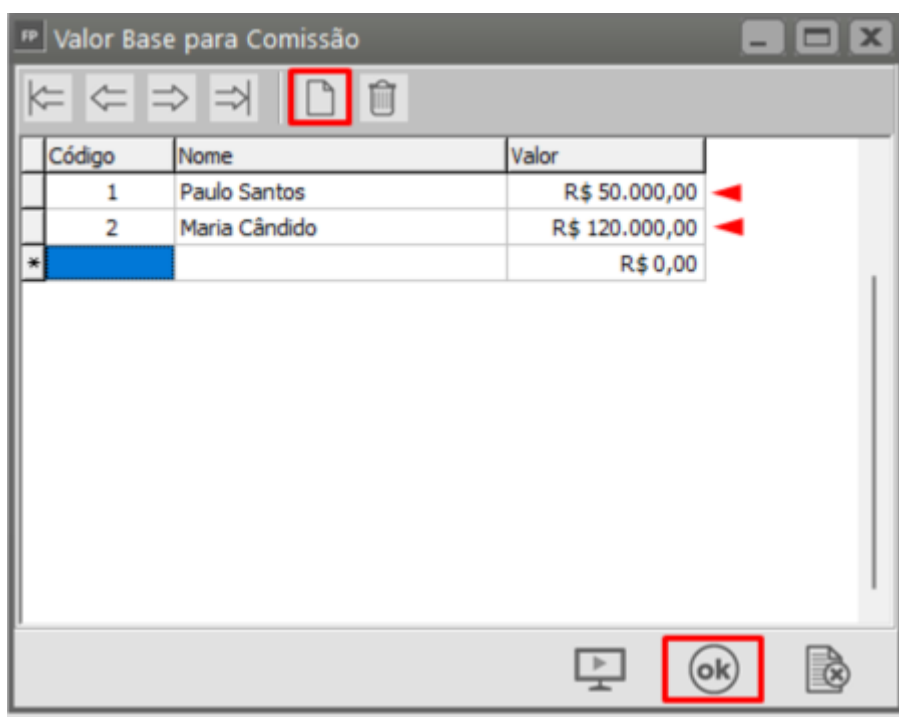 FP Valor Base para Comissão
Código Nome Valor
1 Paulo Santos R$ 50.000,00
2 Maria Cândido R$ 120.000,00
* R$ 0,00
ok